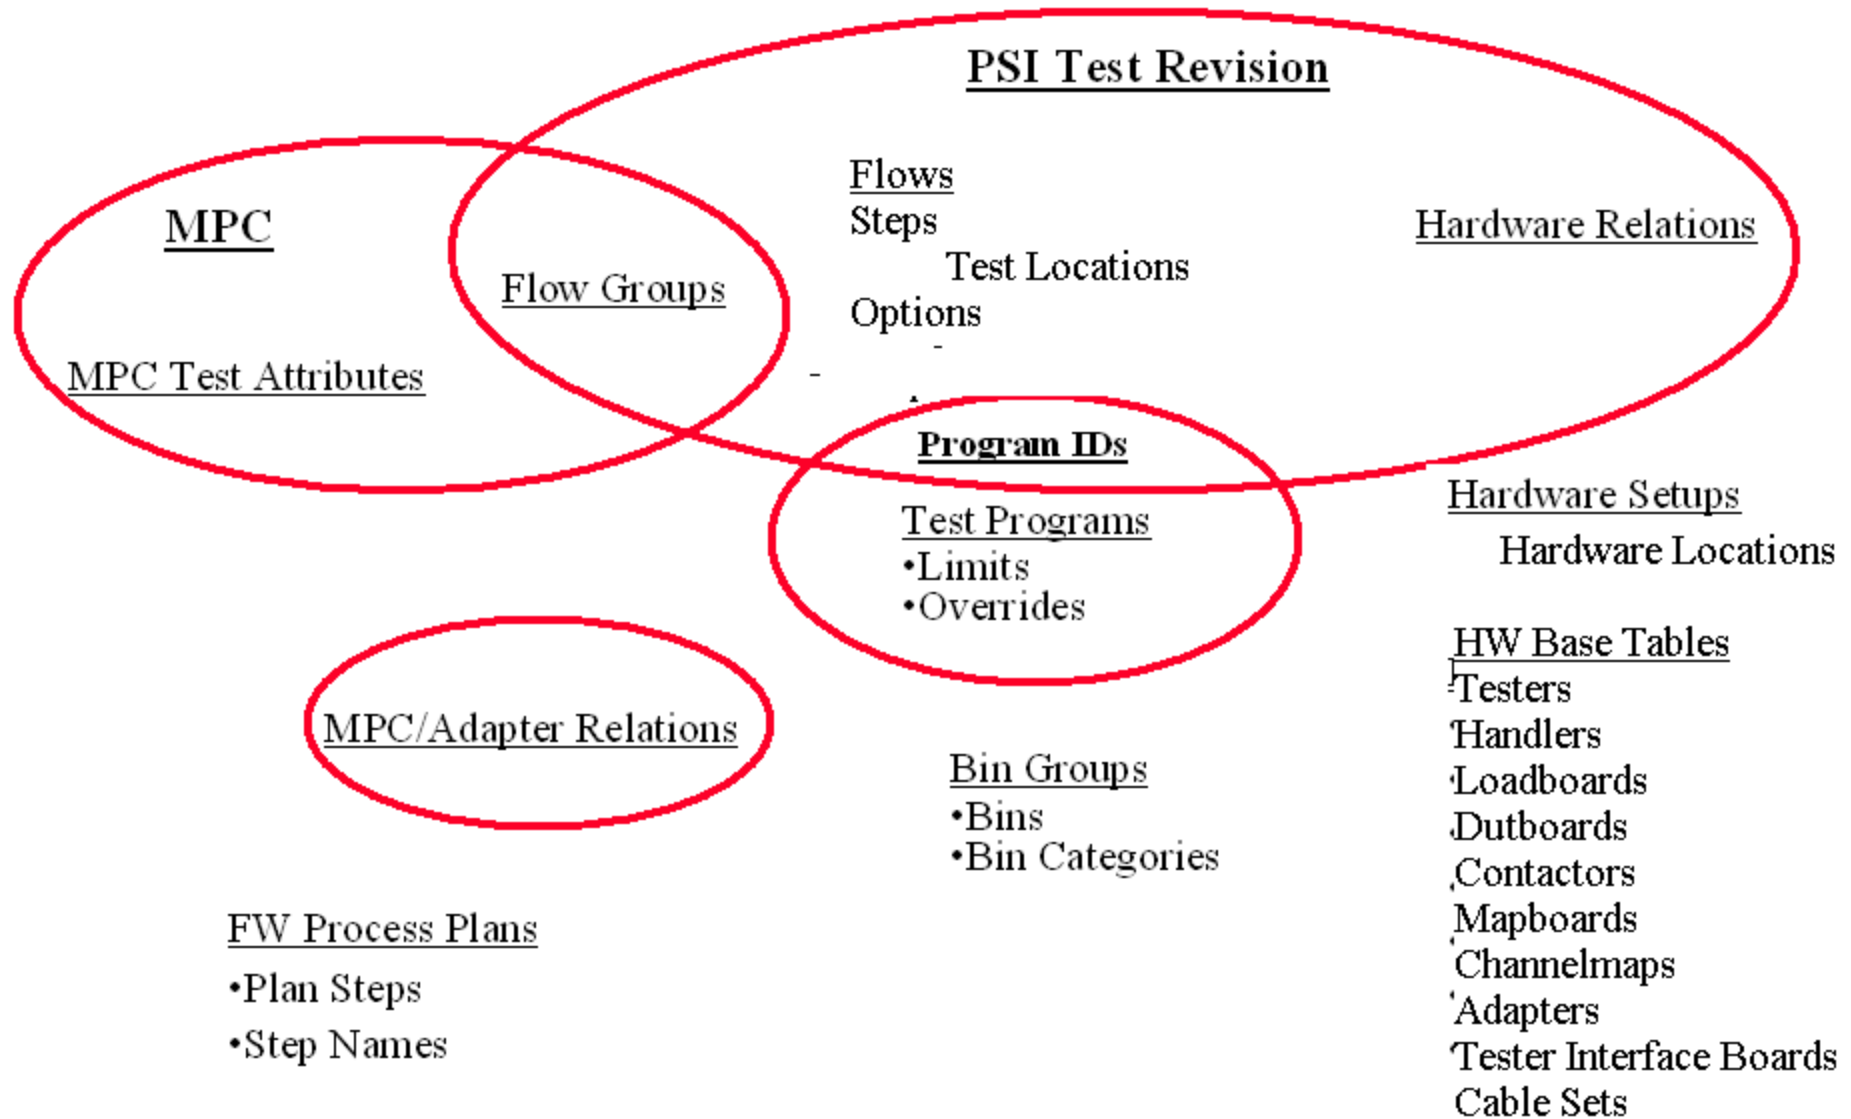 PSI Test Revision
MPC
Flow Groups
MPC Test Attributes
Flows
Steps
Test Locations
Options
Hardware Relations
Program IDs
Test Programs
•Limits
•Overrides
Hardware Setups
Hardware Locations
MPC/Adapter Relations
Bin Groups
•Bins
•Bin Categories
FW Process Plans
•Plan Steps
•Step Names
HW Base Tables
Testers
Handlers
Loadboards
Dutboards
Contactors
Mapboards
Channelmaps
Adapters
Tester Interface Boards
Cable Sets